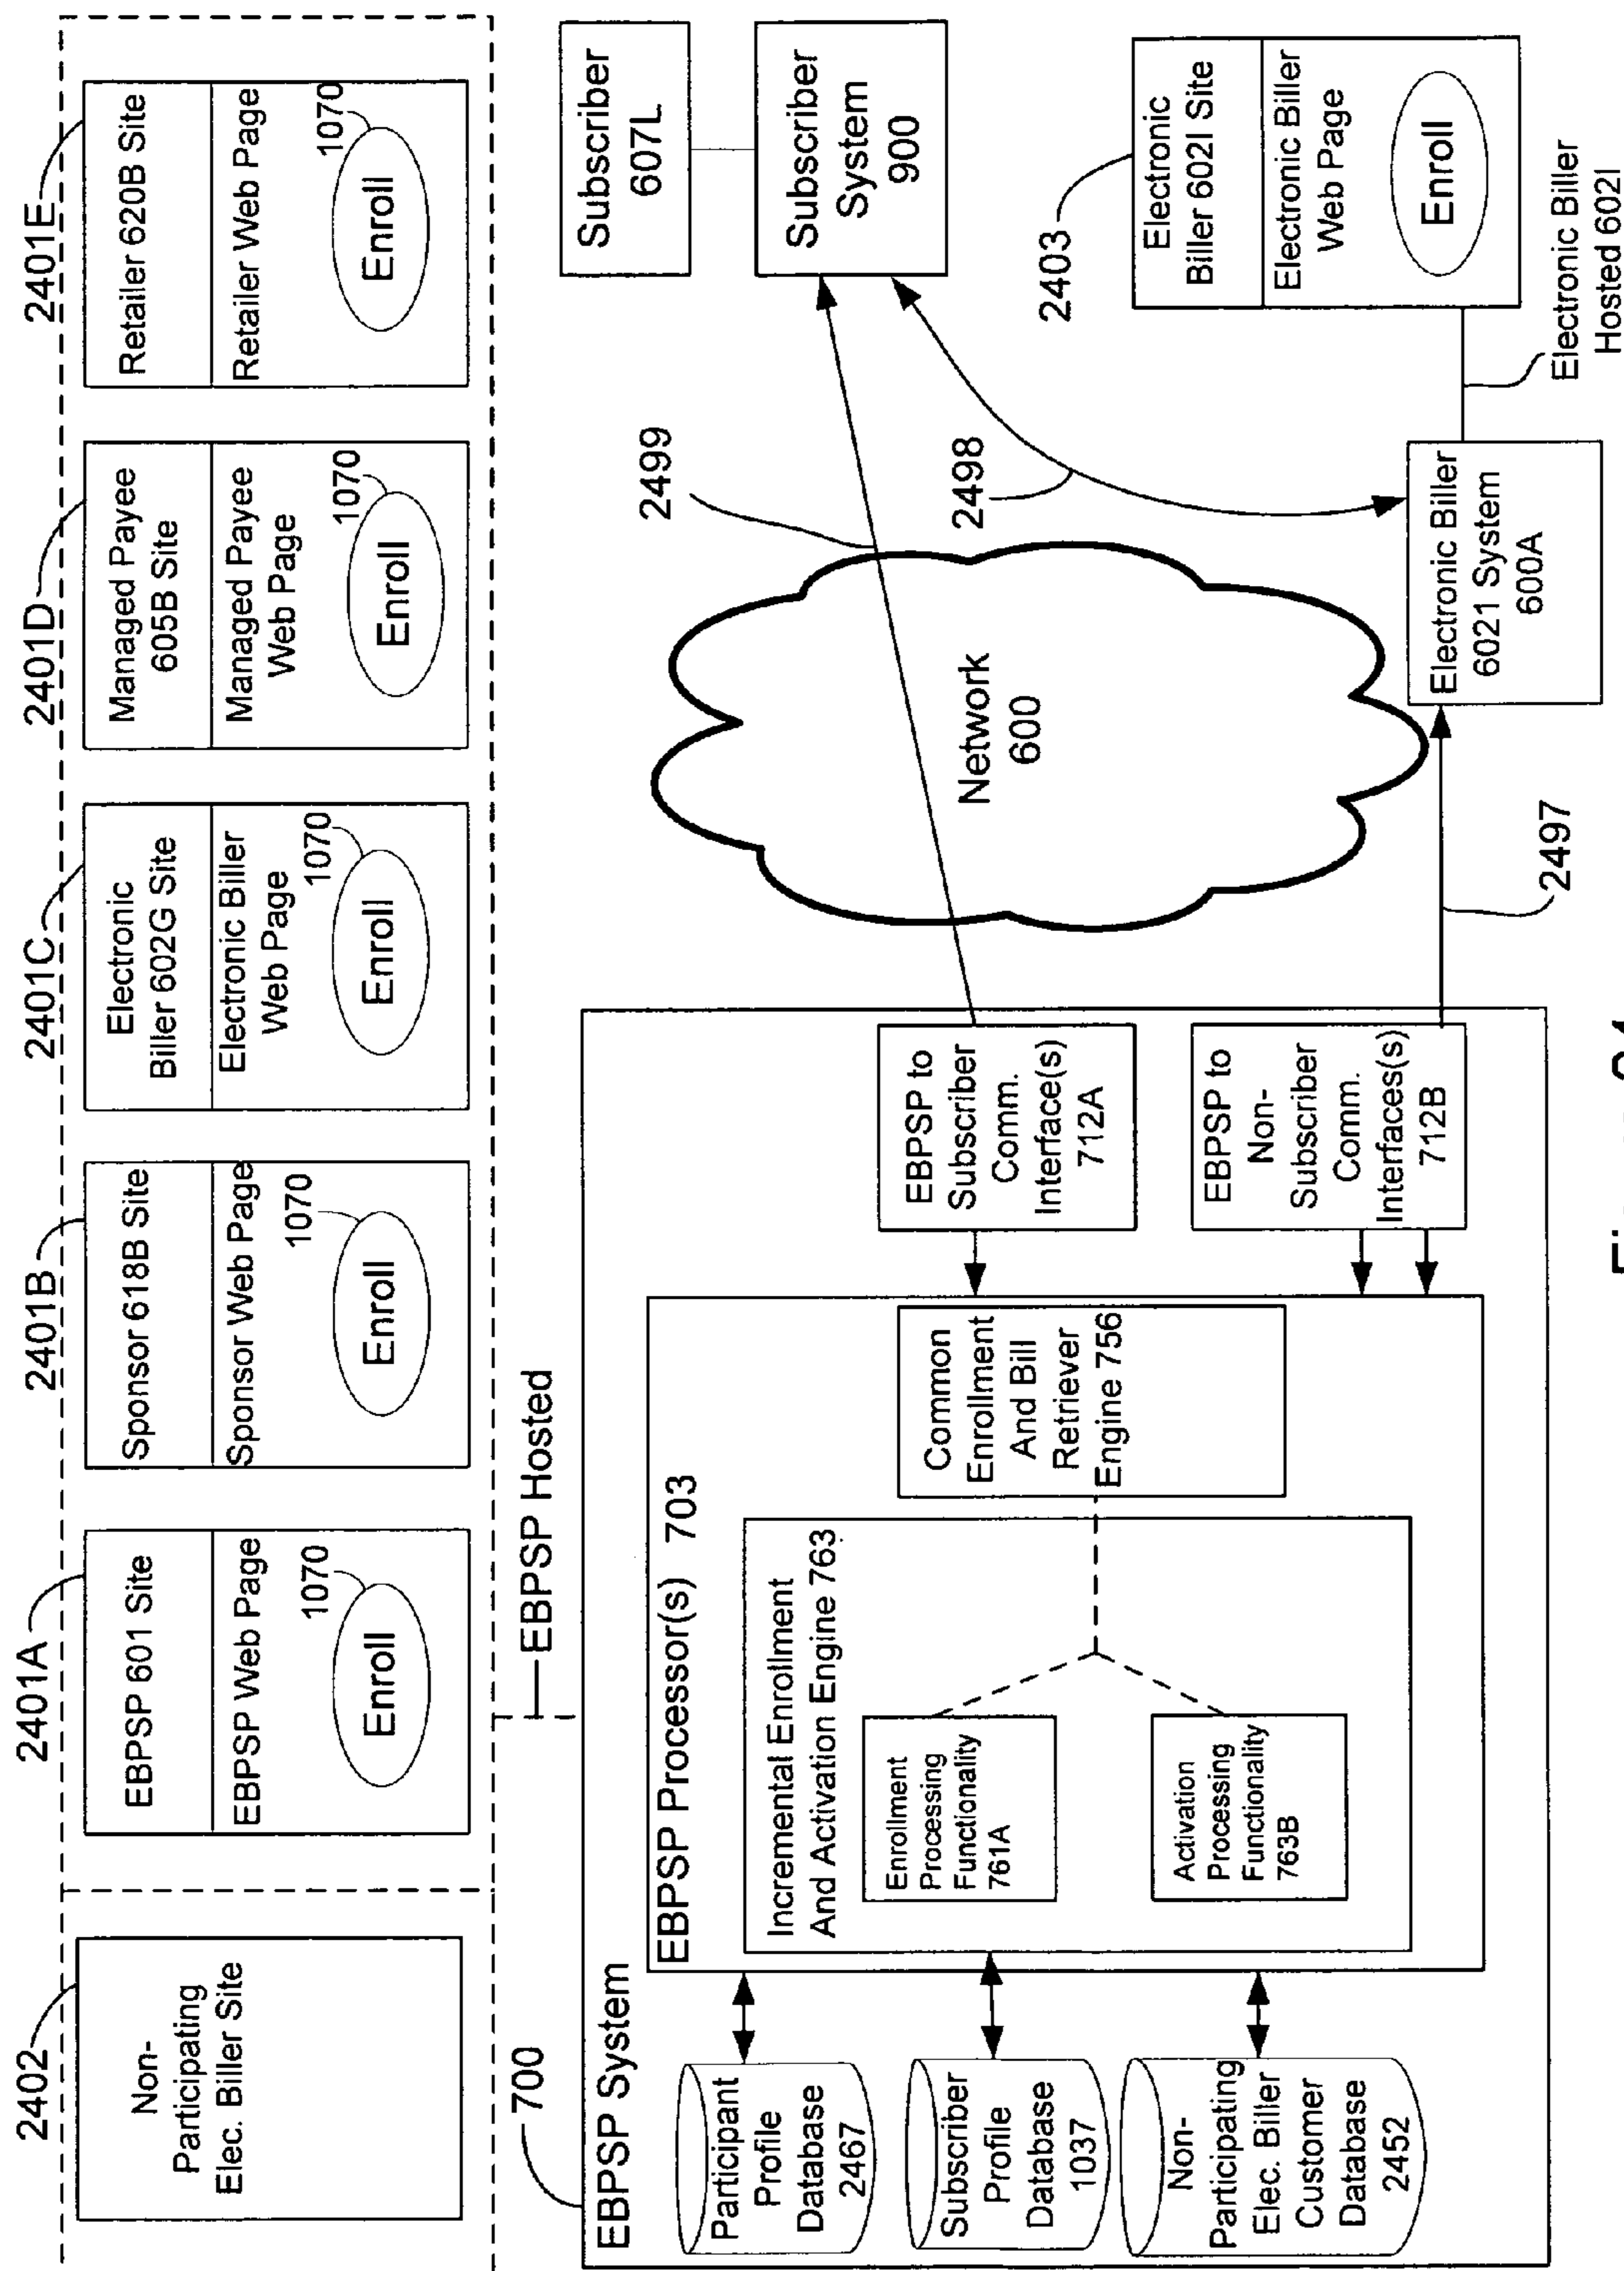 2402
Non-
Participating
Elec. Biller Site
2401A
EBPSP 601 Site
EBPSP Web Page
1070
Enroll
2401B
Sponsor 618B Site
Sponsor Web Page
1070
Enroll
2401C
Electronic
Biller 602G Site
Electronic Biller
Web Page
1070
Enroll
2401D
Managed Payee
605B Site
Managed Payee
Web Page
1070
Enroll
2401E
Retailer 620B Site
Retailer Web Page
1070
Enroll
EBPSP Hosted
700
EBPSP System
Participant
Profile
Database
2467
Subscriber
Profile
Database
1037
Non-
Participating
Elec. Biller
Customer
Database
2452
EBPSP Processor(s) 703
Incremental Enrollment
And Activation Engine 763
Enrollment
Processing
Functionality
761A
Activation
Processing
Functionality
763B
Common
Enrollment
And Bill
Retriever
Engine 756
EBPSP to
Subscriber
Comm.
Interface(s)
712A
EBPSP to
Non-
Subscriber
Comm.
Interfaces(s)
712B
Network
600
2499
2498
2497
Subscriber
607L
Subscriber
System
900
2403
Electronic
Biller 602I Site
Electronic Biller
Web Page
Enroll
Electronic Biller
6021 System
600A
Electronic Biller
Hosted 602I